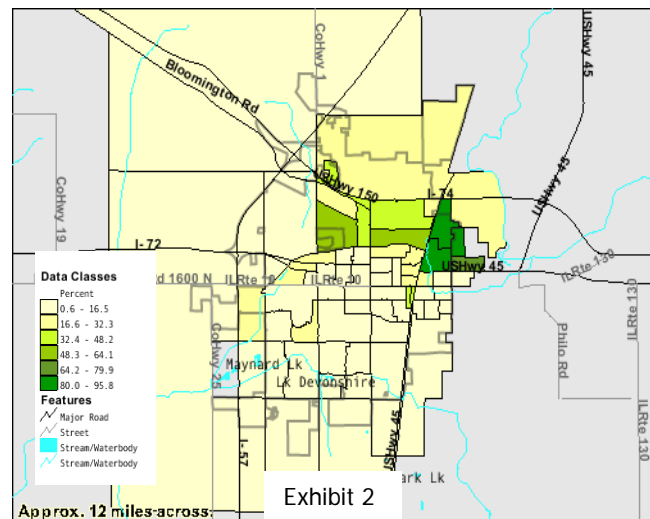 CoHwy 1
USHwy 45
Bloomington Rd
CoHwy 19
USHwy 150
I- 74
USHwy 45
I- 72
Rd 1600 N
ILRte 10
ILRte 10
USHwy 45
ILRte 130
ILRte 130
Data Classes
Percent
0.6 - 16.5
16.6 - 32.3
32.4 - 48.2
48.3 - 64.1
64.2 - 79.9
80.0 - 95.8
Features
Major Road
Street
Stream/Waterbody
Stream/Waterbody
Maynard Lk
Lk Devonshire
CoHwy 25
Philo Rd
ILRte 130
I- 57
USHwy 45
ark Lk
Exhibit 2
Approx. 12 miles across.